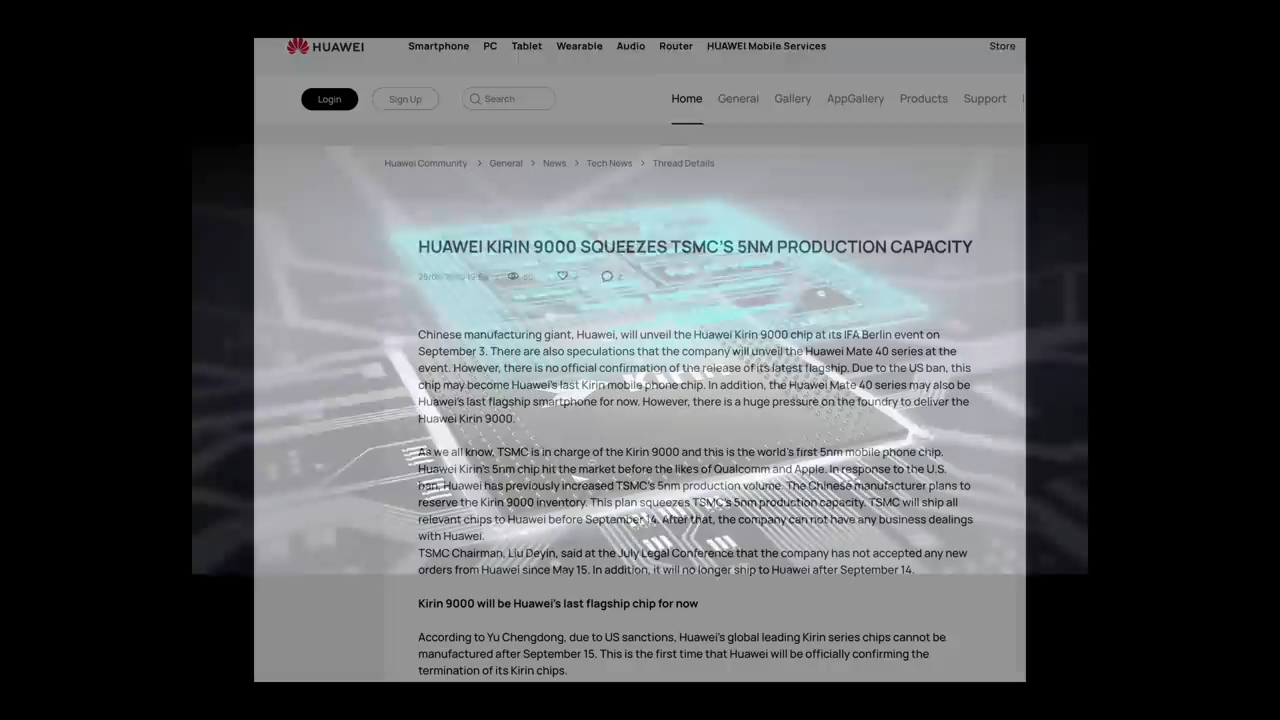 HUAWEI
Smartphone PC Tablet Wearable Audio Router HUAWEI Mobile Services Store
Login Sign Up Search Home General Gallery AppGallery Products Support
Huawei Community > General > News > Tech News > Thread Details
HUAWEI KIRIN 9000 SQUEEZES TSMC'S 5NM PRODUCTION CAPACITY
Chinese manufacturing giant, Huawei, will unveil the Huawei Kirin 9000 chip at its IFA Berlin event on
September 3. There are also speculations that the company will unveil the Huawei Mate 40 series at the
event. However, there is no official confirmation of the release of its latest flagship. Due to the US ban, this
chip may become Huawei's last Kirin mobile phone chip. In addition, the Huawei Mate 40 series may also be
Huawei's last flagship smartphone for now. However, there is a huge pressure on the foundry to deliver the
Huawei Kirin 9000.
As we all know, TSMC is in charge of the Kirin 9000 and this is the world's first 5nm mobile phone chip.
Huawei Kirin's 5nm chip hit the market before the likes of Qualcomm and Apple. In response to the U.S.
ban, Huawei has previously increased TSMC's 5nm production volume. The Chinese manufacturer plans to
reserve the Kirin 9000 inventory. This plan squeezes TSMC's 5nm production capacity. TSMC will ship all
relevant chips to Huawei before September 14. After that, the company can not have any business dealings
with Huawei.
TSMC Chairman, Liu Deyin, said at the July Legal Conference that the company has not accepted any new
orders from Huawei since May 15. In addition, it will no longer ship to Huawei after September 14.
Kirin 9000 will be Huawei's last flagship chip for now
According to Yu Chengdong, due to US sanctions, Huawei's global leading Kirin series chips cannot be
manufactured after September 15. This is the first time that Huawei will be officially confirming the
termination of its Kirin chips.